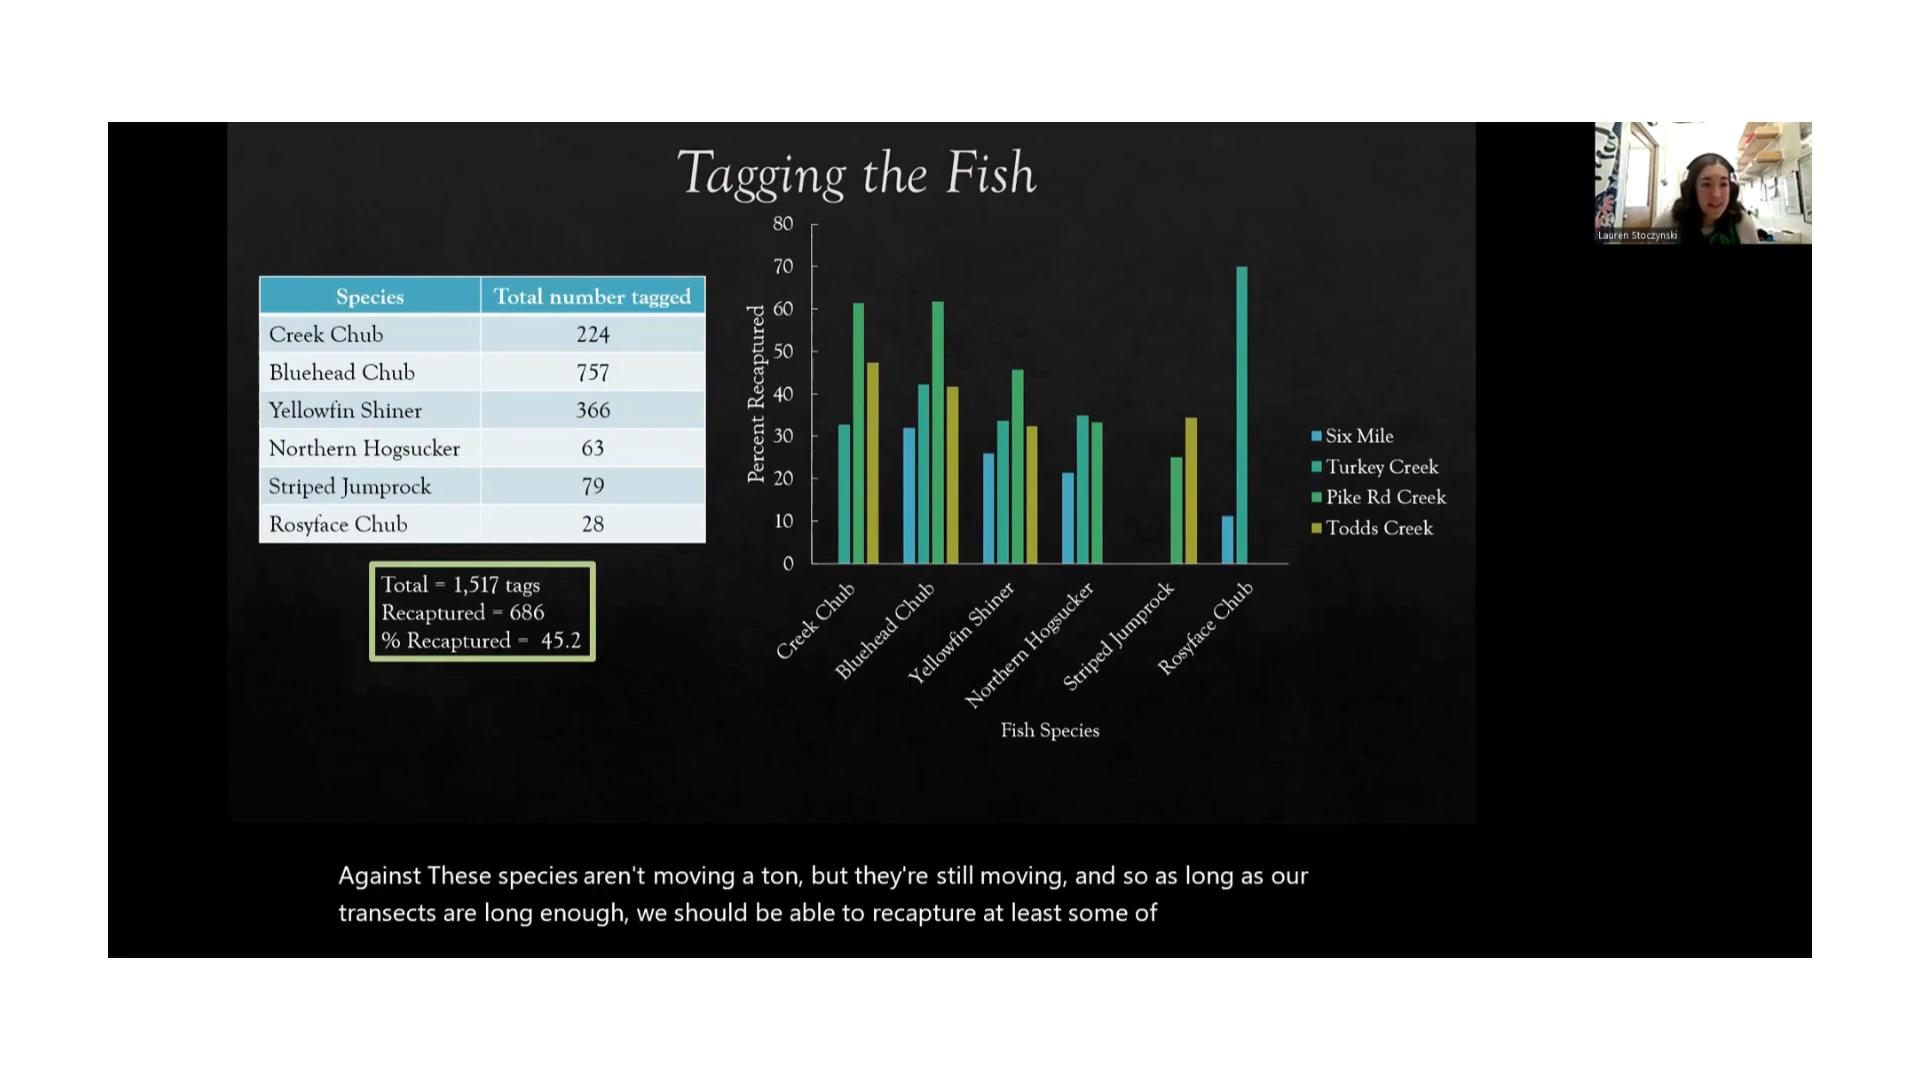 Tagging the Fish
Species Total number tagged
Creek Chub 224
Bluehead Chub 757
Yellowfin Shiner 366
Northern Hogsucker 63
Striped Jumprock 79
Rosyface Chub 28
Total = 1,517 tags
Recaptured = 686
% Recaptured = 45.2
80
70
60
50
40
30
20
10
0
Percent Recaptured
Creek Chub
Bluehead Chub
Yellowfin Shiner
Northern Hogsucker
Striped Jumprock
Rosyface Chub
Fish Species
Six Mile
Turkey Creek
Pike Rd Creek
Todds Creek
Lauren Stoczynski
Against These species aren't moving a ton, but they're still moving, and so as long as our
transects are long enough, we should be able to recapture at least some of